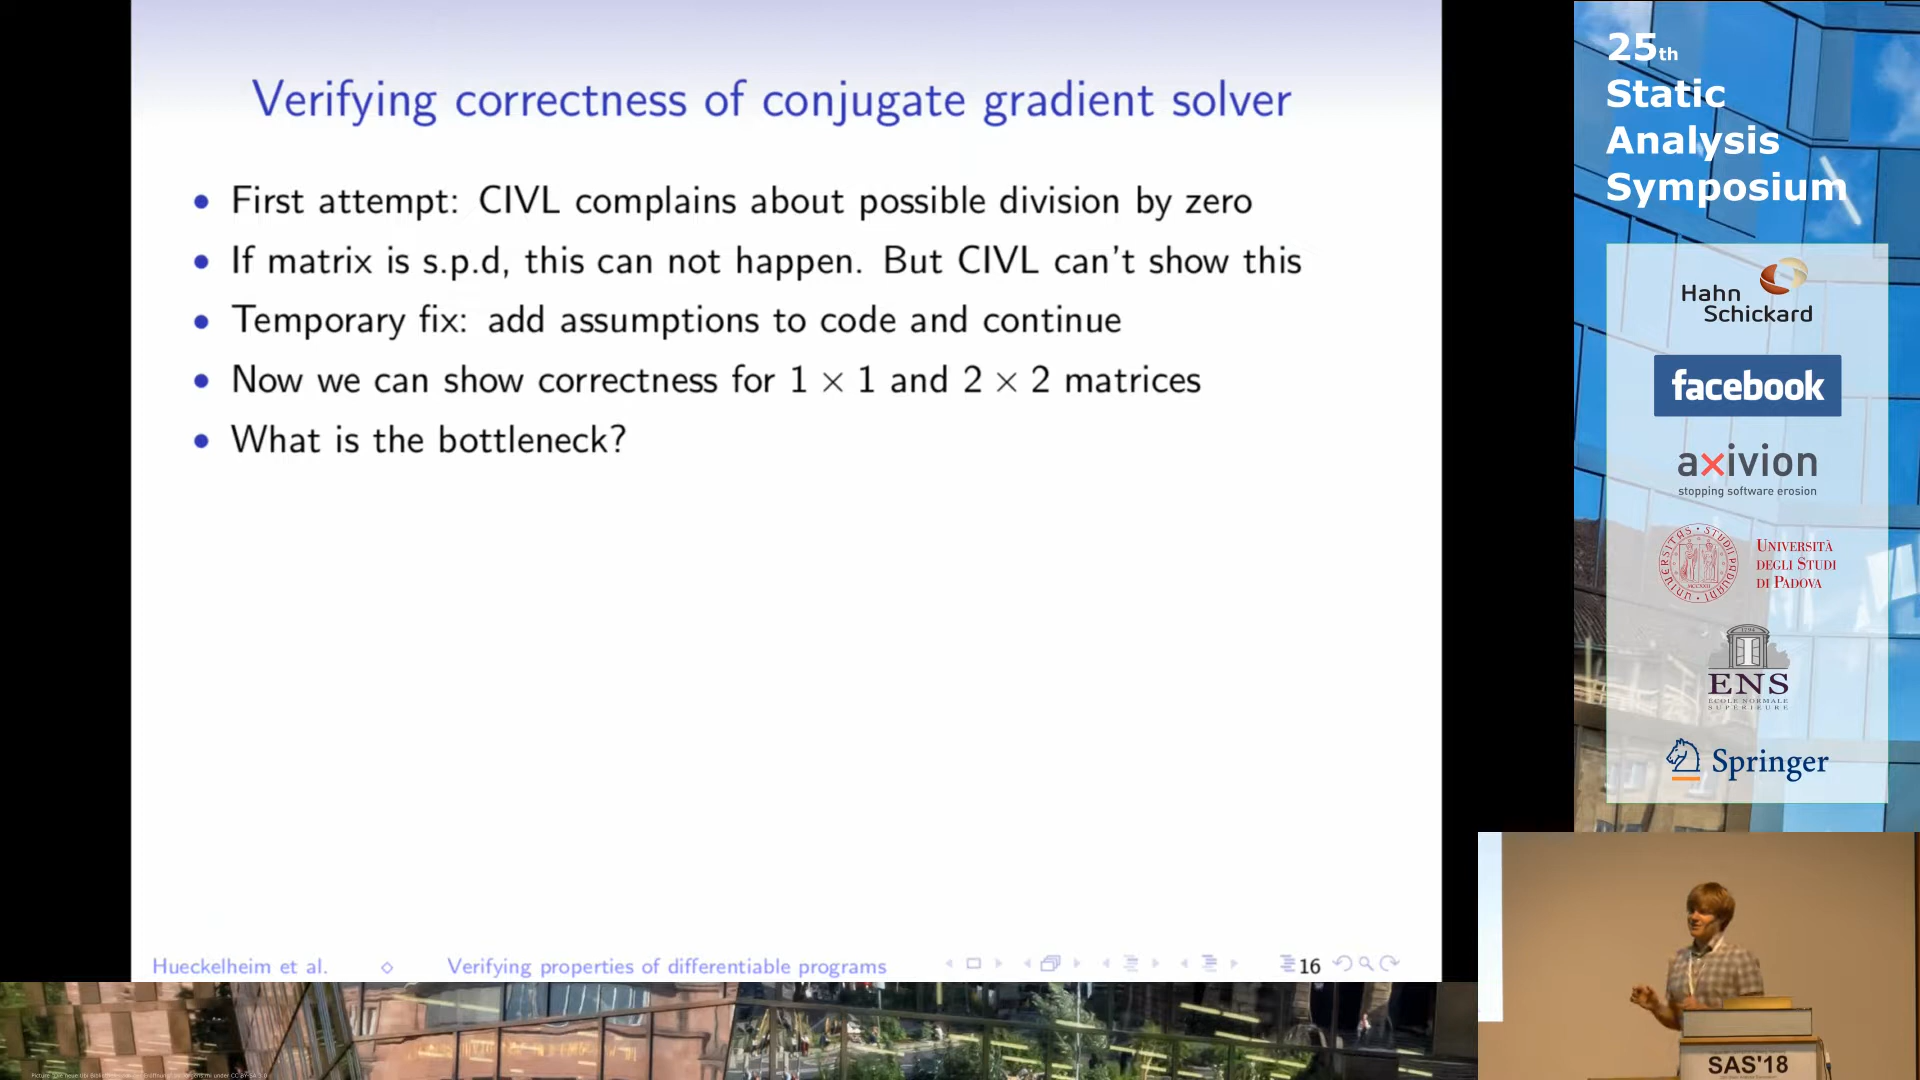 Verifying correctness of conjugate gradient solver
• First attempt: CIVL complains about possible division by zero
• If matrix is s.p.d, this can not happen. But CIVL can't show this
• Temporary fix: add assumptions to code and continue
• Now we can show correctness for 1 × 1 and 2 × 2 matrices
• What is the bottleneck?
Hueckelheim et al. ◇ Verifying properties of differentiable programs 16
25th
Static
Analysis
Symposium
Hahn
Schickard
facebook
axivion
stopping software erosion
UNIVERSITÀ
DEGLI STUDI
DI PADOVA
ENS
ECOLE NORMALE
SUPERIEURE
Springer
SAS'18